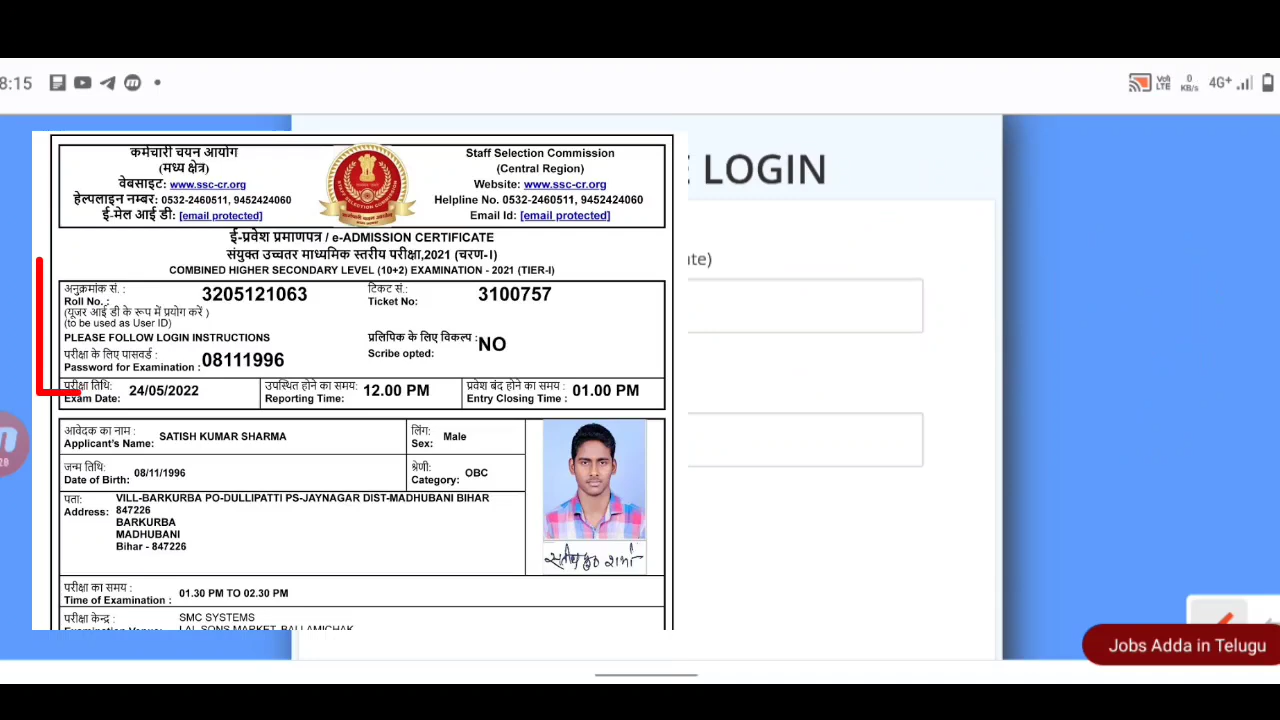 8:15
Vol LTE
0 KB/s
4G+
LOGIN
कर्मचारी चयन आयोग
(मध्य क्षेत्र)
वेबसाइट: www.ssc-cr.org
हेल्पलाइन नम्बर: 0532-2460511, 9452424060
ई-मेल आई डी: [email protected]
Staff Selection Commission
(Central Region)
Website: www.ssc-cr.org
Helpline No. 0532-2460511, 9452424060
Email Id: [email protected]
ई-प्रवेश प्रमाणपत्र / e-ADMISSION CERTIFICATE
संयुक्त उच्चतर माध्यमिक स्तरीय परीक्षा,2021 (चरण-I)
COMBINED HIGHER SECONDARY LEVEL (10+2) EXAMINATION - 2021 (TIER-I)
अनुक्रमांक सं. :
Roll No. : 3205121063
टिकट सं.:
Ticket No: 3100757
(यूजर आई डी के रूप में प्रयोग करें )
(to be used as User ID)
PLEASE FOLLOW LOGIN INSTRUCTIONS
प्रलिपिक के लिए विकल्प :
Scribe opted: NO
परीक्षा के लिए पासवर्ड :
Password for Examination : 08111996
परीक्षा तिथि:
Exam Date: 24/05/2022
उपस्थित होने का समय:
Reporting Time: 12.00 PM
प्रवेश बंद होने का समय :
Entry Closing Time : 01.00 PM
आवेदक का नाम :
Applicant's Name: SATISH KUMAR SHARMA
लिंग:
Sex: Male
जन्म तिथि:
Date of Birth: 08/11/1996
श्रेणी:
Category: OBC
पता:
Address:
VILL-BARKURBA PO-DULLIPATTI PS-JAYNAGAR DIST-MADHUBANI BIHAR
847226
BARKURBA
MADHUBANI
Bihar - 847226
परीक्षा का समय :
Time of Examination : 01.30 PM TO 02.30 PM
परीक्षा केन्द्र :
SMC SYSTEMS
LAL SONS MARKET, BALLAMICHAK
Jobs Adda in Telugu